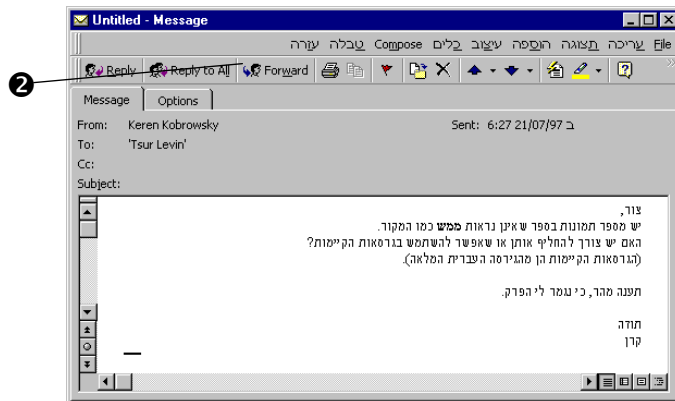 Untitled - Message
File עריכה תצוגה הוספה עיצוב כלים Compose טבלה עזרה
Reply Reply to All Forward
2
Message Options
From: Keren Kobrowsky Sent: 6:27 21/07/97 ב
To: 'Tsur Levin'
Cc:
Subject:
צור,
יש מספר תמונות בספר שאינן נראות ממש כמו המקור.
האם יש צורך להחליף אותן או שאפשר להשתמש בגרסאות הקיימות?
(הגרסאות הקיימות הן מהגירסה העברית המלאה).
תענה מהר, כי נגמר לי הפרק.
תודה
קרן